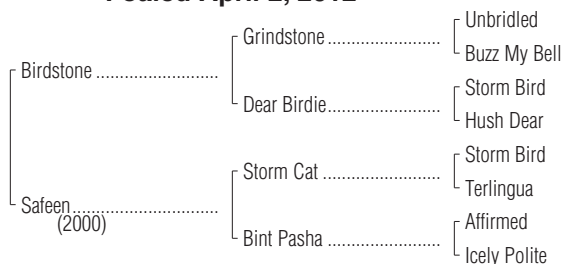 Foaled April 2, 2012
Unbridled
Grindstone
Buzz My Bell
Birdstone
Storm Bird
Dear Birdie
Hush Dear
Storm Bird
Storm Cat
Terlingua
Safeen
(2000)
Affirmed
Bint Pasha
Icely Polite